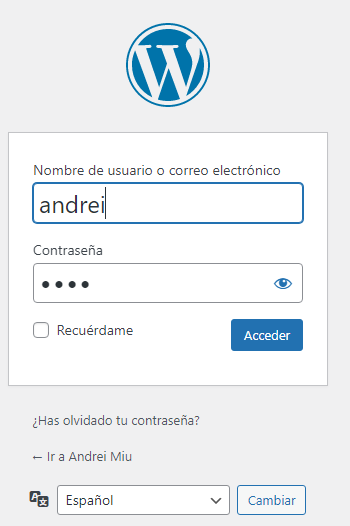 Nombre de usuario o correo electrónico
andrei
Contraseña
Recuérdame
Acceder
¿Has olvidado tu contraseña?
← Ir a Andrei Miu
Español
Cambiar